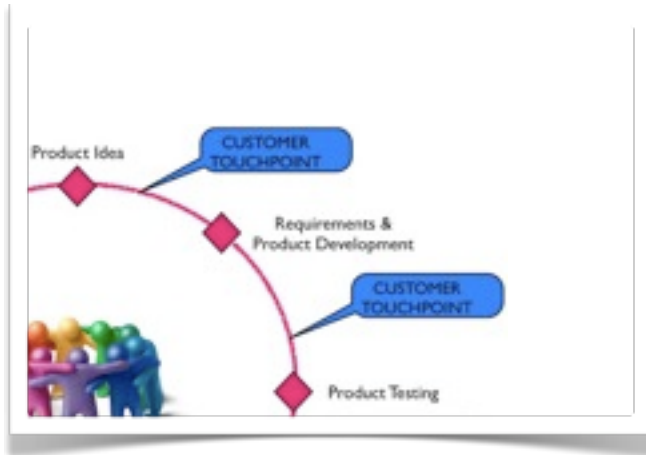 CUSTOMER
TOUCHPOINT
Product Idea
Requirements &
Product Development
CUSTOMER
TOUCHPOINT
Product Testing